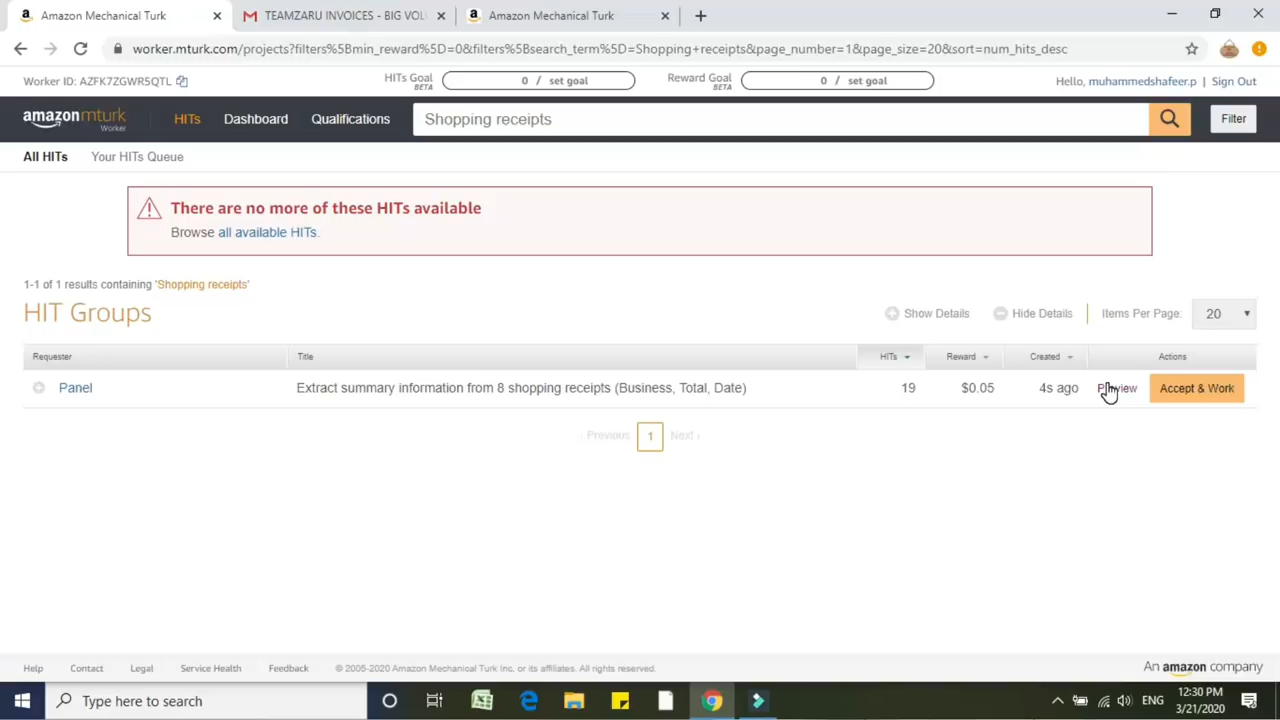 Amazon Mechanical Turk
TEAMZARU INVOICES - BIG VOL
Amazon Mechanical Turk
worker.mturk.com/projects?filters%5Bmin_reward%5D=0&filters%5Bsearch_term%5D=Shopping+receipts&page_number=1&page_size=20&sort=num_hits_desc
Worker ID: AZFK7ZGWR5QTL
HITs Goal
BETA
0 / set goal
Reward Goal
BETA
0 / set goal
Hello, muhammedshafeer.p | Sign Out
amazonmturk
Worker
HITs
Dashboard
Qualifications
Shopping receipts
Filter
All HITs
Your HITs Queue
There are no more of these HITs available
Browse all available HITs.
1-1 of 1 results containing 'Shopping receipts'
HIT Groups
Show Details
Hide Details
Items Per Page:
20
Requester
Title
HITs
Reward
Created
Actions
Panel
Extract summary information from 8 shopping receipts (Business, Total, Date)
19
$0.05
4s ago
Preview
Accept & Work
‹ Previous
1
Next ›
Help
Contact
Legal
Service Health
Feedback
© 2005-2020 Amazon Mechanical Turk Inc. or its affiliates. All rights reserved.
An amazon company
Type here to search
ENG
12:30 PM
3/21/2020